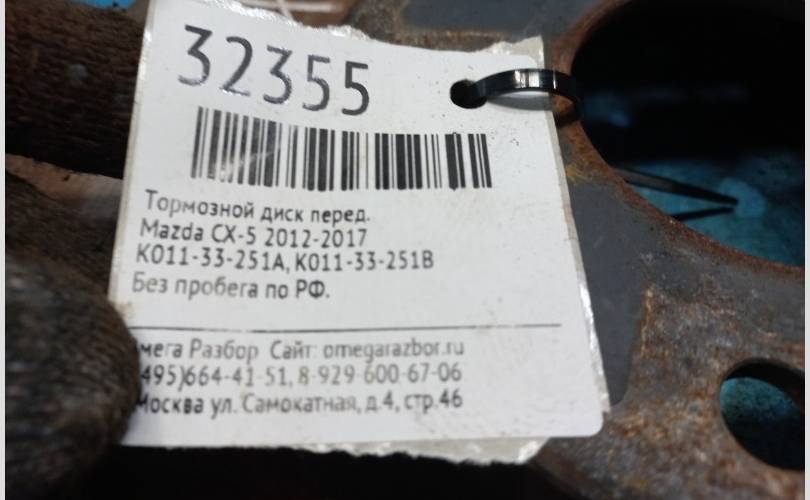 32355
Тормозной диск перед.
Mazda CX-5 2012-2017
K011-33-251A, K011-33-251B
Без пробега по РФ.
мега Разбор Сайт: omegarazbor.ru
495)664-41-51, 8-929-600-67-06
Москва ул. Самокатная, д.4, стр.46